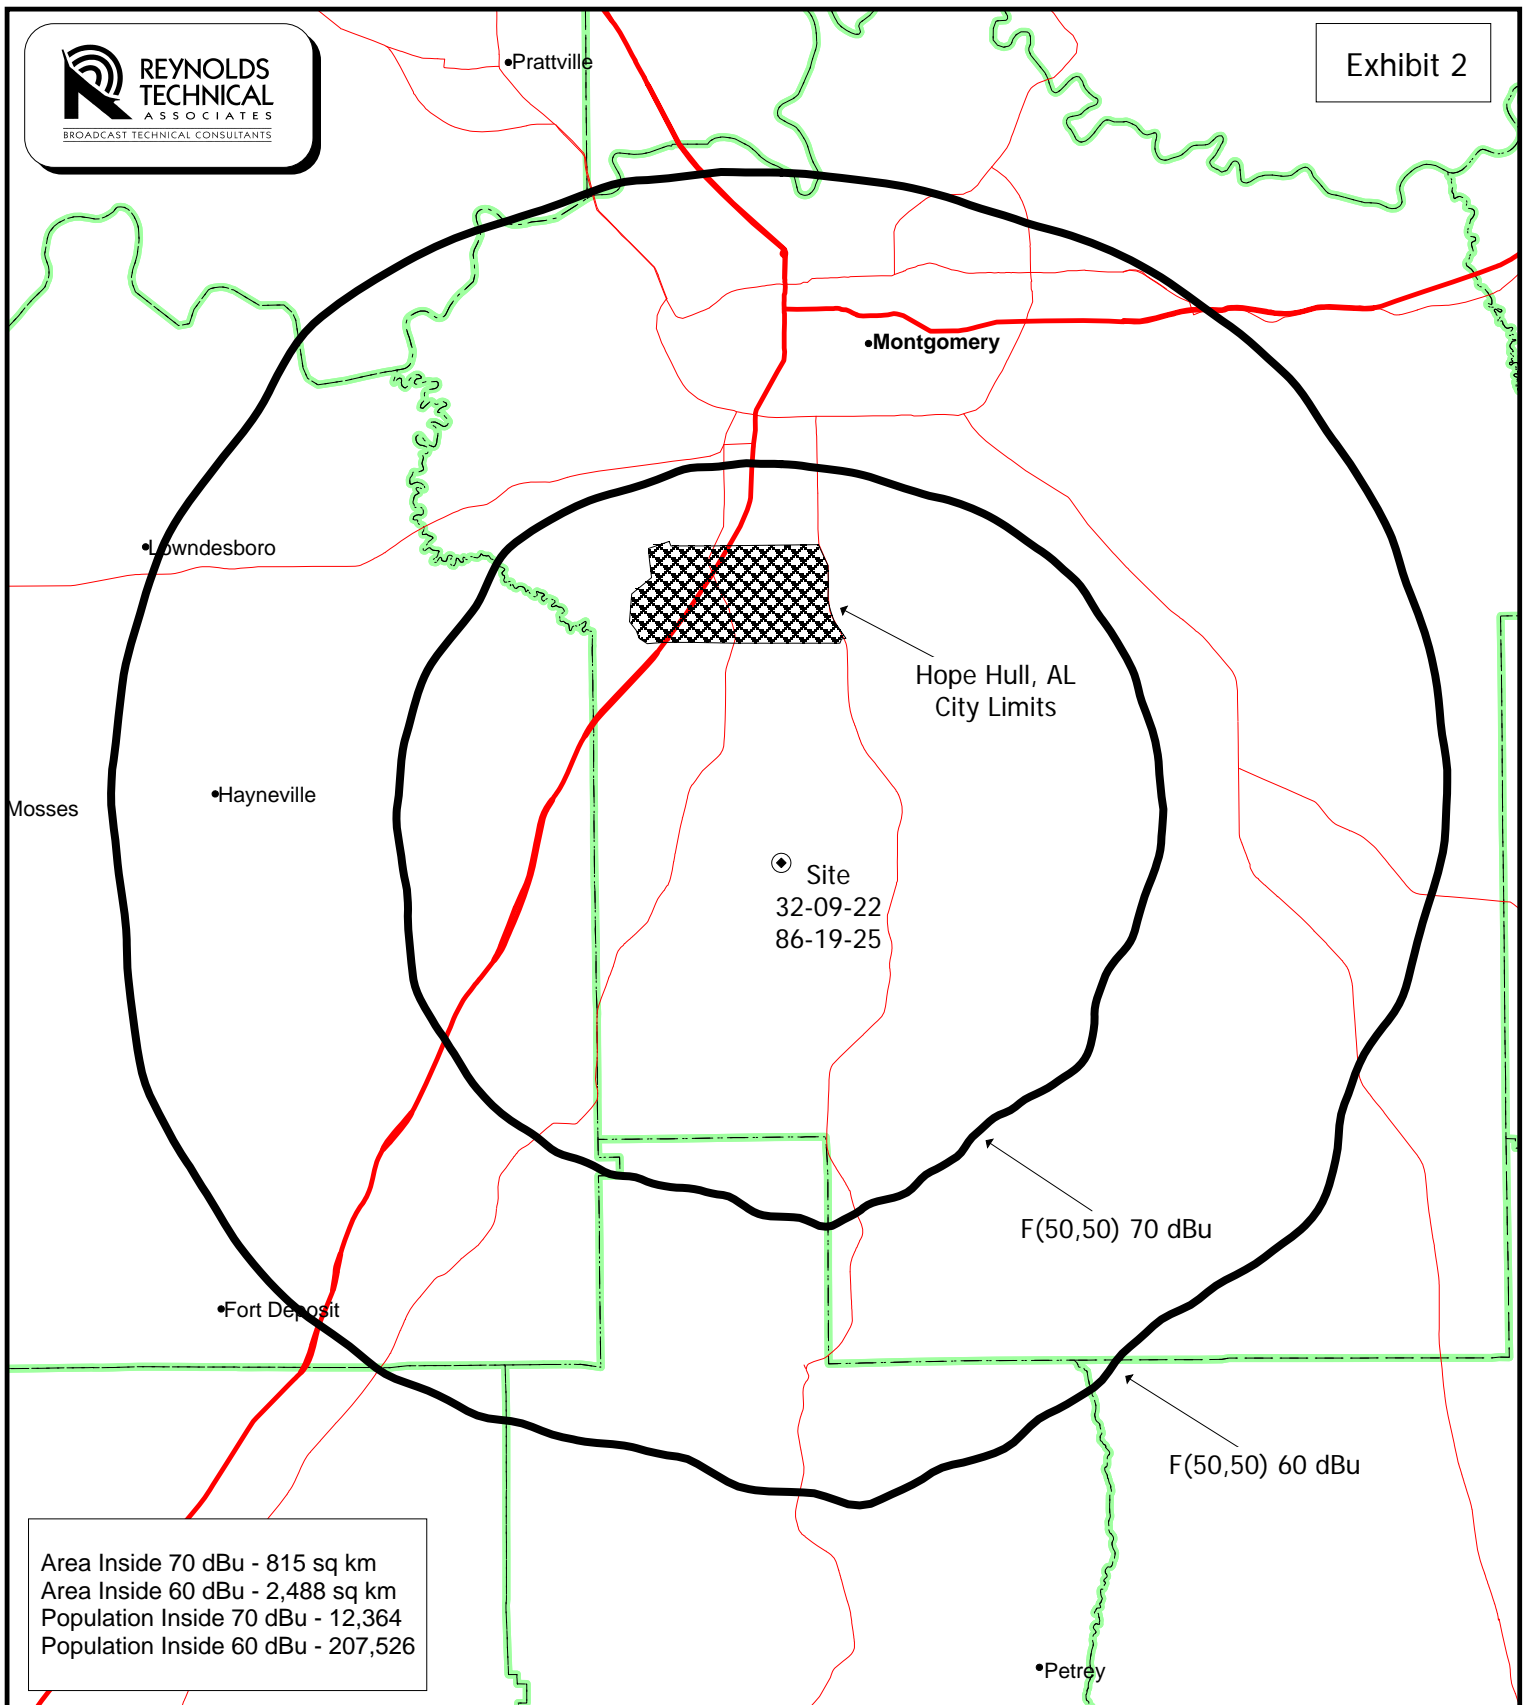 REYNOLDS
TECHNICAL
ASSOCIATES
BROADCAST TECHNICAL CONSULTANTS
Exhibit 2
Prattville
Montgomery
Lowndesboro
Hope Hull, AL
City Limits
Hayneville
Mosses
Site
32-09-22
86-19-25
F(50,50) 70 dBu
Fort Deposit
F(50,50) 60 dBu
Area Inside 70 dBu - 815 sq km
Area Inside 60 dBu - 2,488 sq km
Population Inside 70 dBu - 12,364
Population Inside 60 dBu - 207,526
Petrey